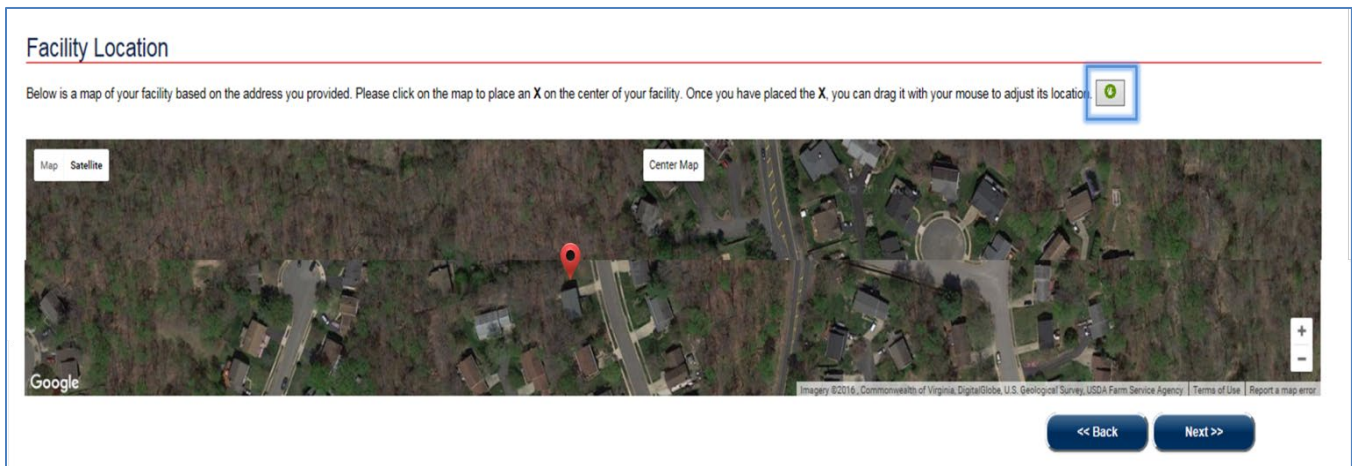 Facility Location
Below is a map of your facility based on the address you provided. Please click on the map to place an X on the center of your facility. Once you have placed the X, you can drag it with your mouse to adjust its location.
Map Satellite
Center Map
+
−
Google
Imagery ©2016 , Commonwealth of Virginia, DigitalGlobe, U.S. Geological Survey, USDA Farm Service Agency Terms of Use Report a map error
<< Back Next >>